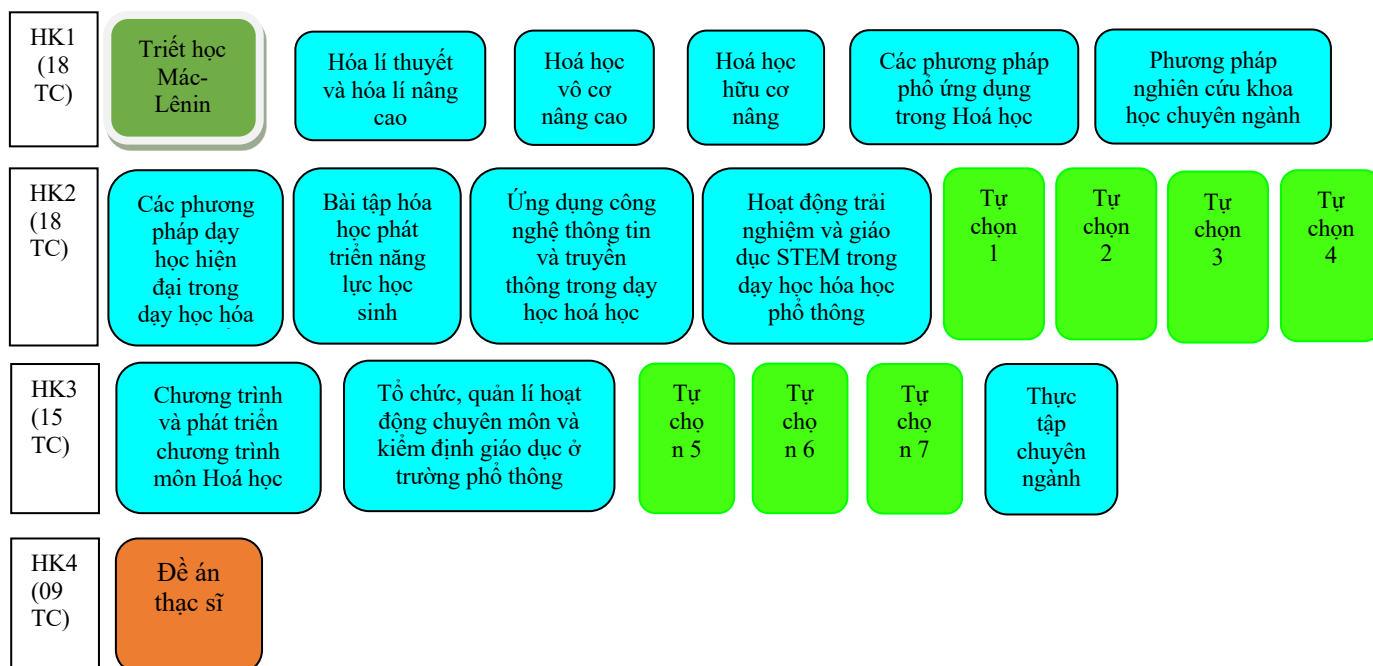 HK1
(18
TC)
Triết học
Mác-
Lênin
Hóa lí thuyết
và hóa lí nâng
cao
Hoá học
vô cơ
nâng cao
Hoá học
hữu cơ
nâng
Các phương pháp
phổ ứng dụng
trong Hoá học
Phương pháp
nghiên cứu khoa
học chuyên ngành
HK2
(18
TC)
Các phương
pháp dạy
học hiện
đại trong
dạy học hóa
Bài tập hóa
học phát
triển năng
lực học
sinh
Ứng dụng công
nghệ thông tin
và truyền
thông trong dạy
học hoá học
Hoạt động trải
nghiệm và giáo
dục STEM trong
dạy học hóa học
phổ thông
Tự
chọn
1
Tự
chọn
2
Tự
chọn
3
Tự
chọn
4
HK3
(15
TC)
Chương trình
và phát triển
chương trình
môn Hoá học
Tổ chức, quản lí hoạt
động chuyên môn và
kiểm định giáo dục ở
trường phổ thông
Tự
chọ
n 5
Tự
chọ
n 6
Tự
chọ
n 7
Thực
tập
chuyên
ngành
HK4
(09
TC)
Đề án
thạc sĩ